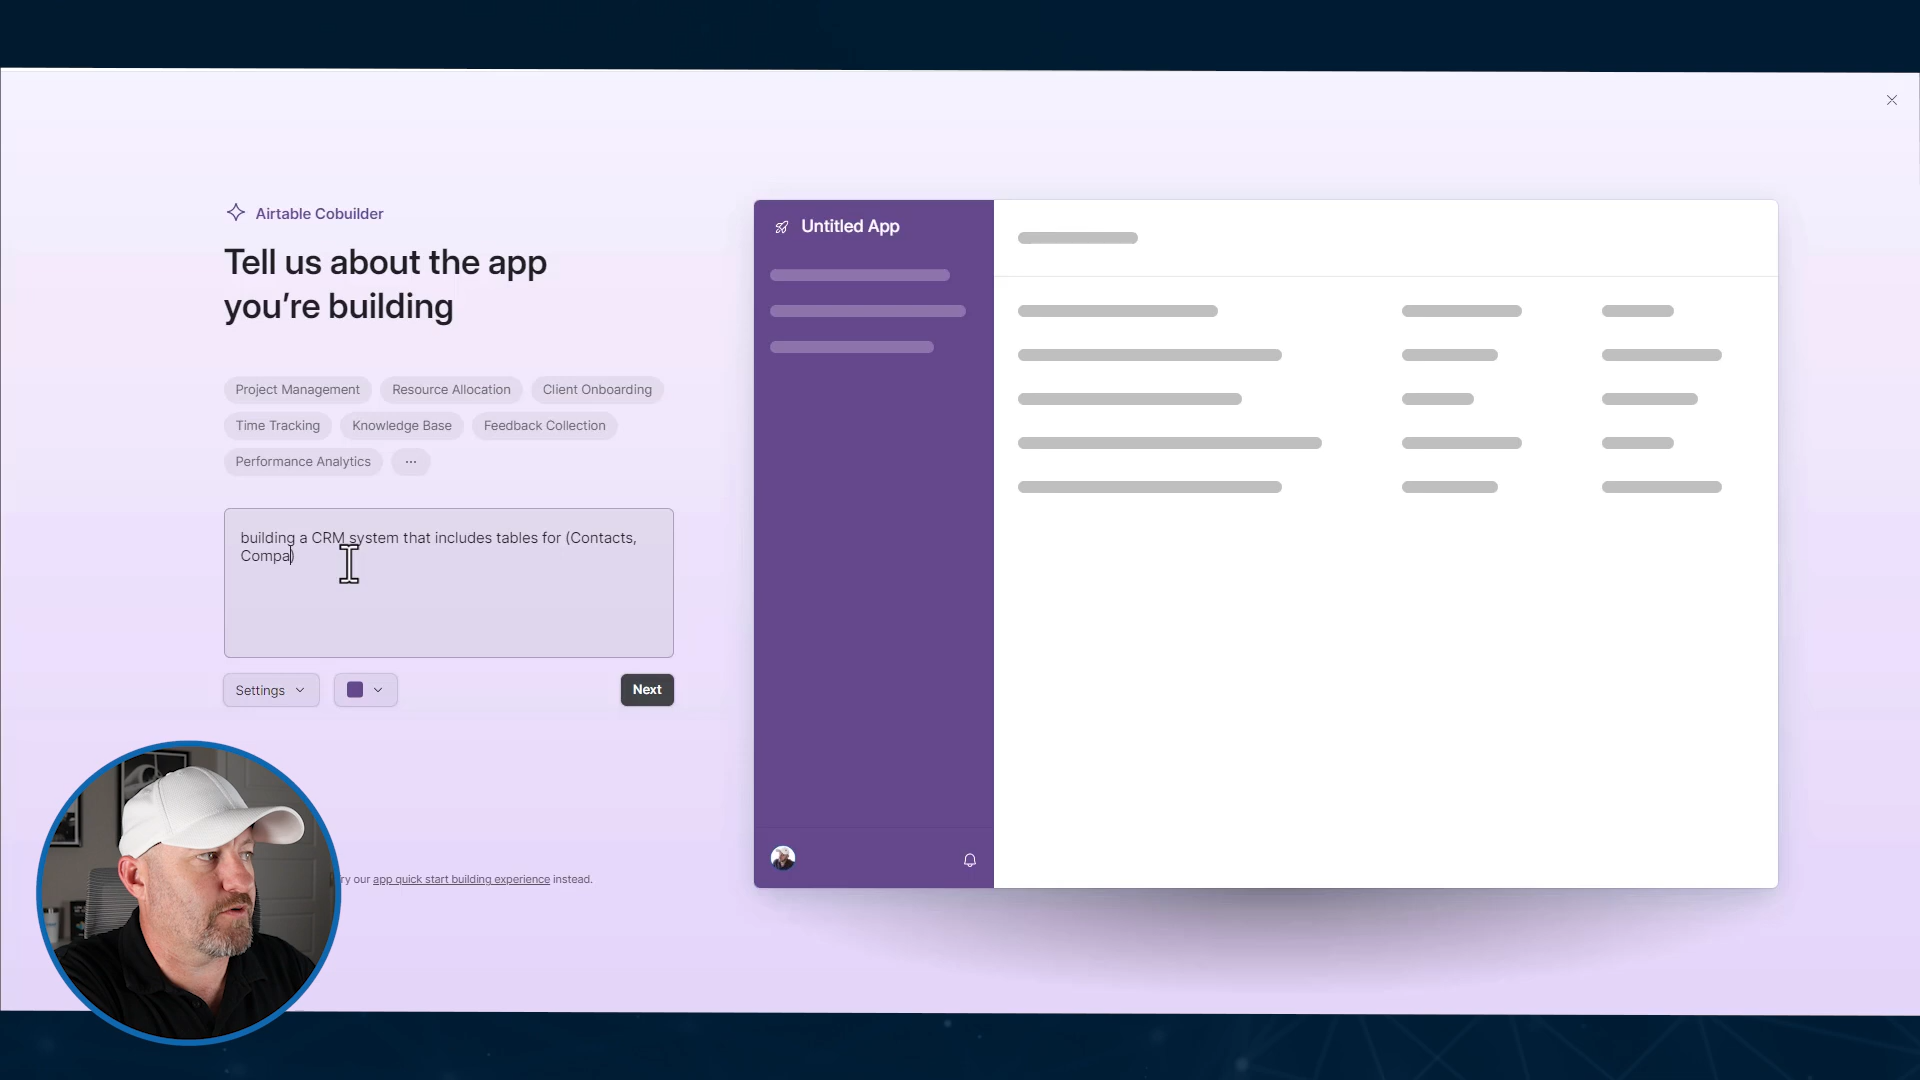 Airtable Cobuilder
Tell us about the app
you're building
Project Management
Resource Allocation
Client Onboarding
Time Tracking
Knowledge Base
Feedback Collection
Performance Analytics
...
building a CRM system that includes tables for (Contacts,
Compa)
Settings
Next
ry our app quick start building experience instead.
Untitled App